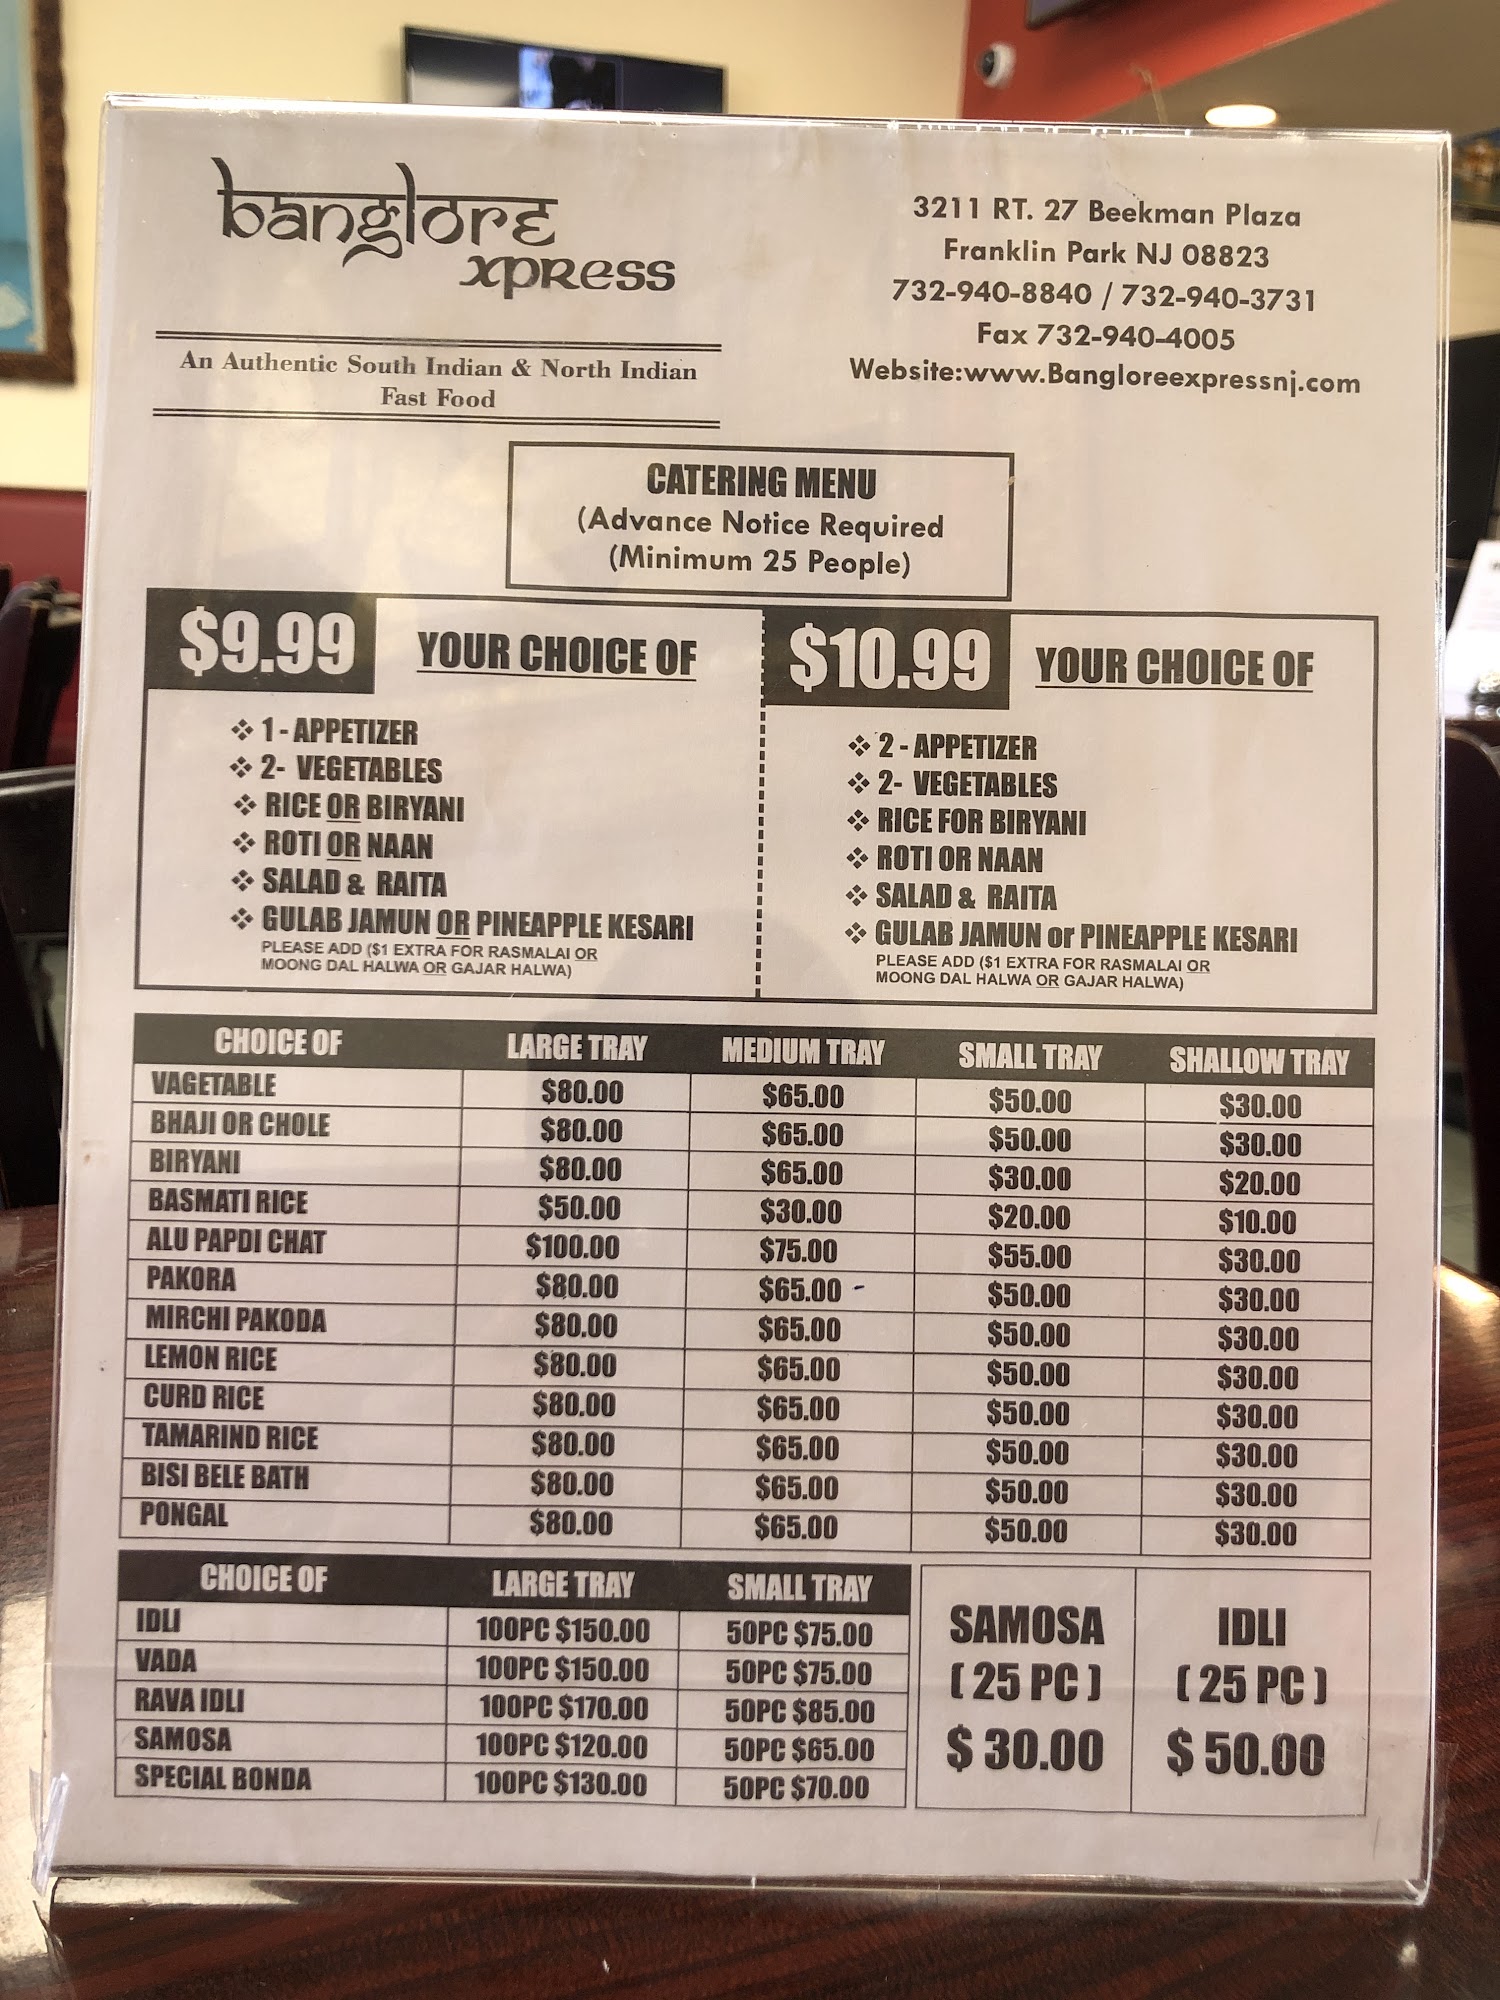 banglore
xpress
An Authentic South Indian & North Indian
Fast Food
3211 RT. 27 Beekman Plaza
Franklin Park NJ 08823
732-940-8840 / 732-940-3731
Fax 732-940-4005
Website:www.Bangloreexpressnj.com
CATERING MENU
(Advance Notice Required
(Minimum 25 People)
$9.99 YOUR CHOICE OF
1 - APPETIZER
2- VEGETABLES
RICE OR BIRYANI
ROTI OR NAAN
SALAD & RAITA
GULAB JAMUN OR PINEAPPLE KESARI
PLEASE ADD ($1 EXTRA FOR RASMALAI OR
MOONG DAL HALWA OR GAJAR HALWA)
$10.99 YOUR CHOICE OF
2 - APPETIZER
2- VEGETABLES
RICE FOR BIRYANI
ROTI OR NAAN
SALAD & RAITA
GULAB JAMUN or PINEAPPLE KESARI
PLEASE ADD ($1 EXTRA FOR RASMALAI OR
MOONG DAL HALWA OR GAJAR HALWA)
CHOICE OF LARGE TRAY MEDIUM TRAY SMALL TRAY SHALLOW TRAY
VAGETABLE $80.00 $65.00 $50.00 $30.00
BHAJI OR CHOLE $80.00 $65.00 $50.00 $30.00
BIRYANI $80.00 $65.00 $30.00 $20.00
BASMATI RICE $50.00 $30.00 $20.00 $10.00
ALU PAPDI CHAT $100.00 $75.00 $55.00 $30.00
PAKORA $80.00 $65.00 $50.00 $30.00
MIRCHI PAKODA $80.00 $65.00 $50.00 $30.00
LEMON RICE $80.00 $65.00 $50.00 $30.00
CURD RICE $80.00 $65.00 $50.00 $30.00
TAMARIND RICE $80.00 $65.00 $50.00 $30.00
BISI BELE BATH $80.00 $65.00 $50.00 $30.00
PONGAL $80.00 $65.00 $50.00 $30.00
CHOICE OF LARGE TRAY SMALL TRAY
IDLI 100PC $150.00 50PC $75.00
VADA 100PC $150.00 50PC $75.00
RAVA IDLI 100PC $170.00 50PC $85.00
SAMOSA 100PC $120.00 50PC $65.00
SPECIAL BONDA 100PC $130.00 50PC $70.00
SAMOSA
( 25 PC )
$ 30.00
IDLI
( 25 PC )
$ 50.00